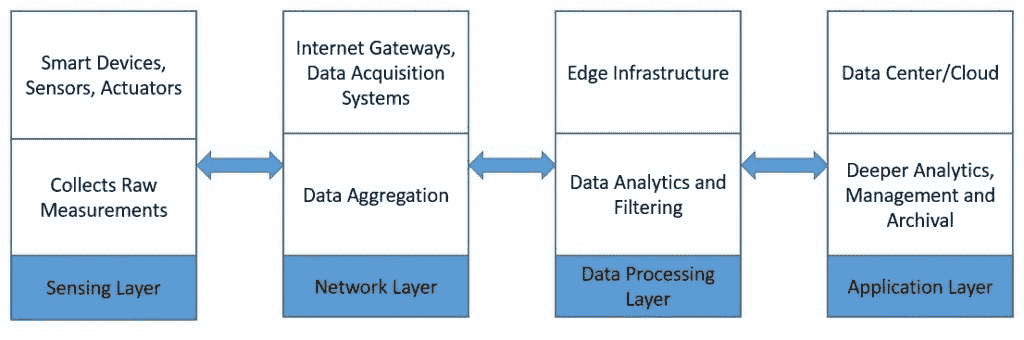 Smart Devices,
Sensors, Actuators
Collects Raw
Measurements
Sensing Layer
Internet Gateways,
Data Acquisition
Systems
Data Aggregation
Network Layer
Edge Infrastructure
Data Analytics and
Filtering
Data Processing
Layer
Data Center/Cloud
Deeper Analytics,
Management and
Archival
Application Layer